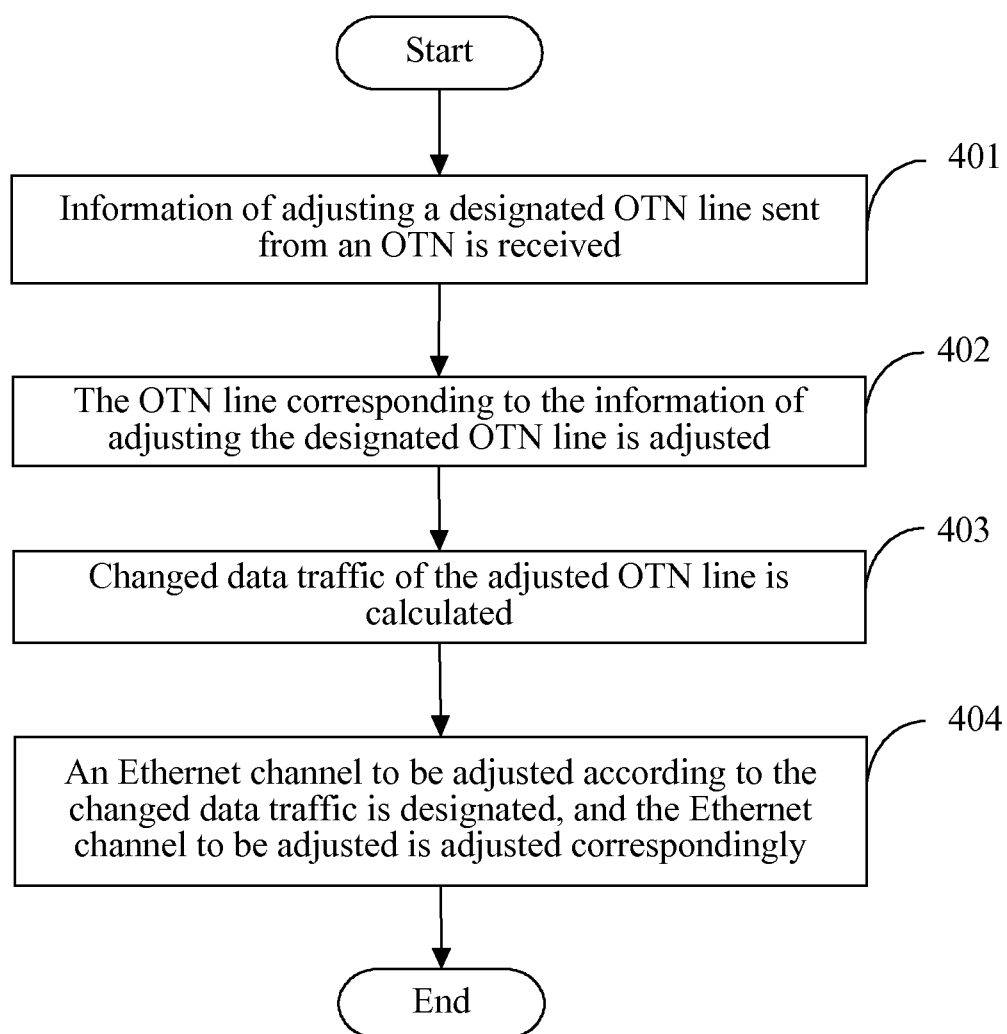 Start
401
Information of adjusting a designated OTN line sent
from an OTN is received
402
The OTN line corresponding to the information of
adjusting the designated OTN line is adjusted
403
Changed data traffic of the adjusted OTN line is
calculated
404
An Ethernet channel to be adjusted according to the
changed data traffic is designated, and the Ethernet
channel to be adjusted is adjusted correspondingly
End